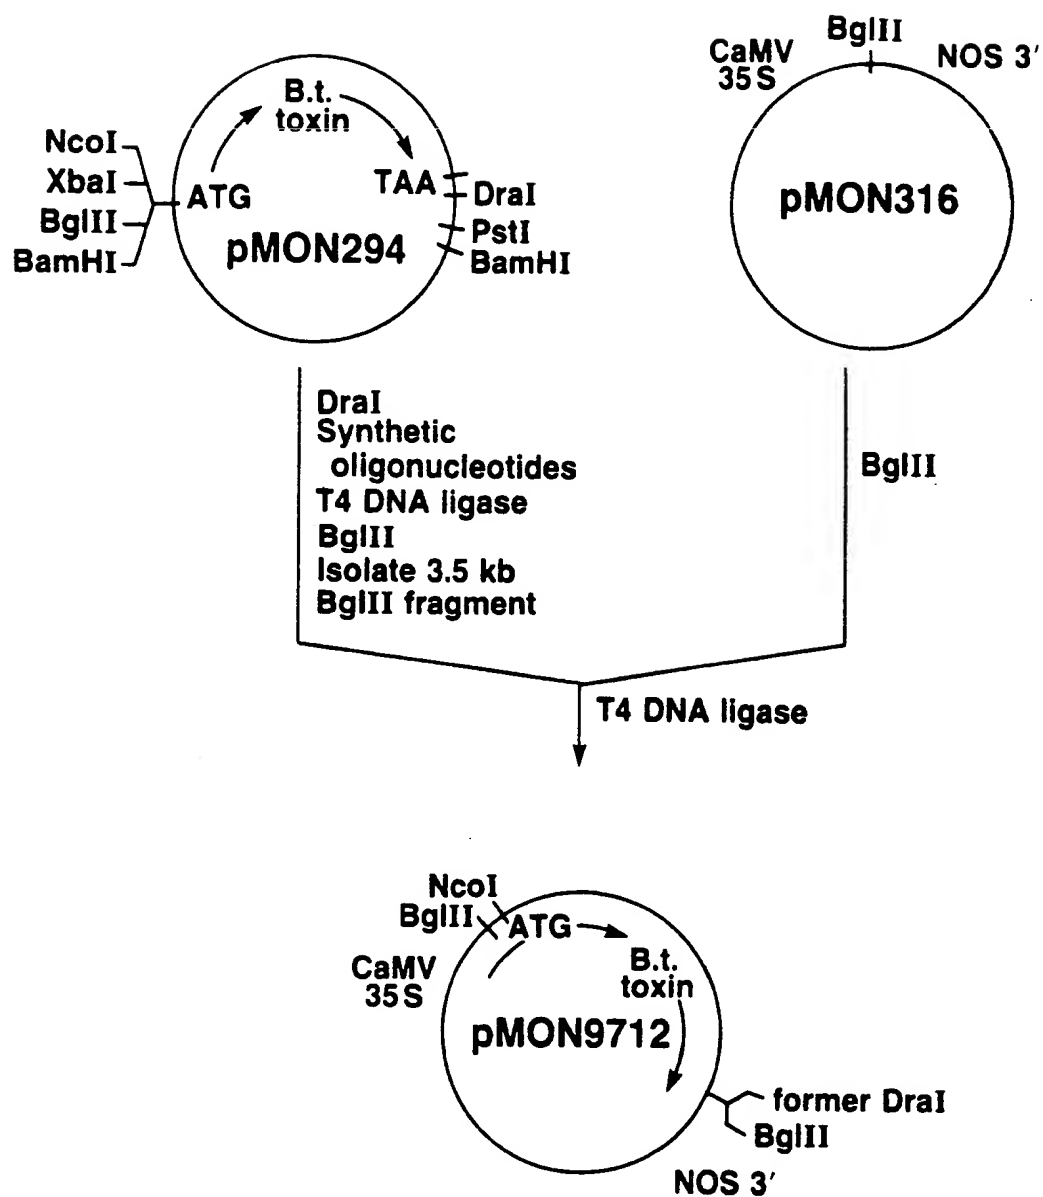 B.t.
toxin
NcoI
XbaI
BglII
BamHI
ATG
TAA
DraI
PstI
BamHI
pMON294
BglII
CaMV
35S
NOS 3'
pMON316
DraI
Synthetic
oligonucleotides
T4 DNA ligase
BglII
Isolate 3.5 kb
BglII fragment
BglII
T4 DNA ligase
NcoI
BglII
ATG
CaMV
35S
B.t.
toxin
pMON9712
former DraI
BglII
NOS 3'